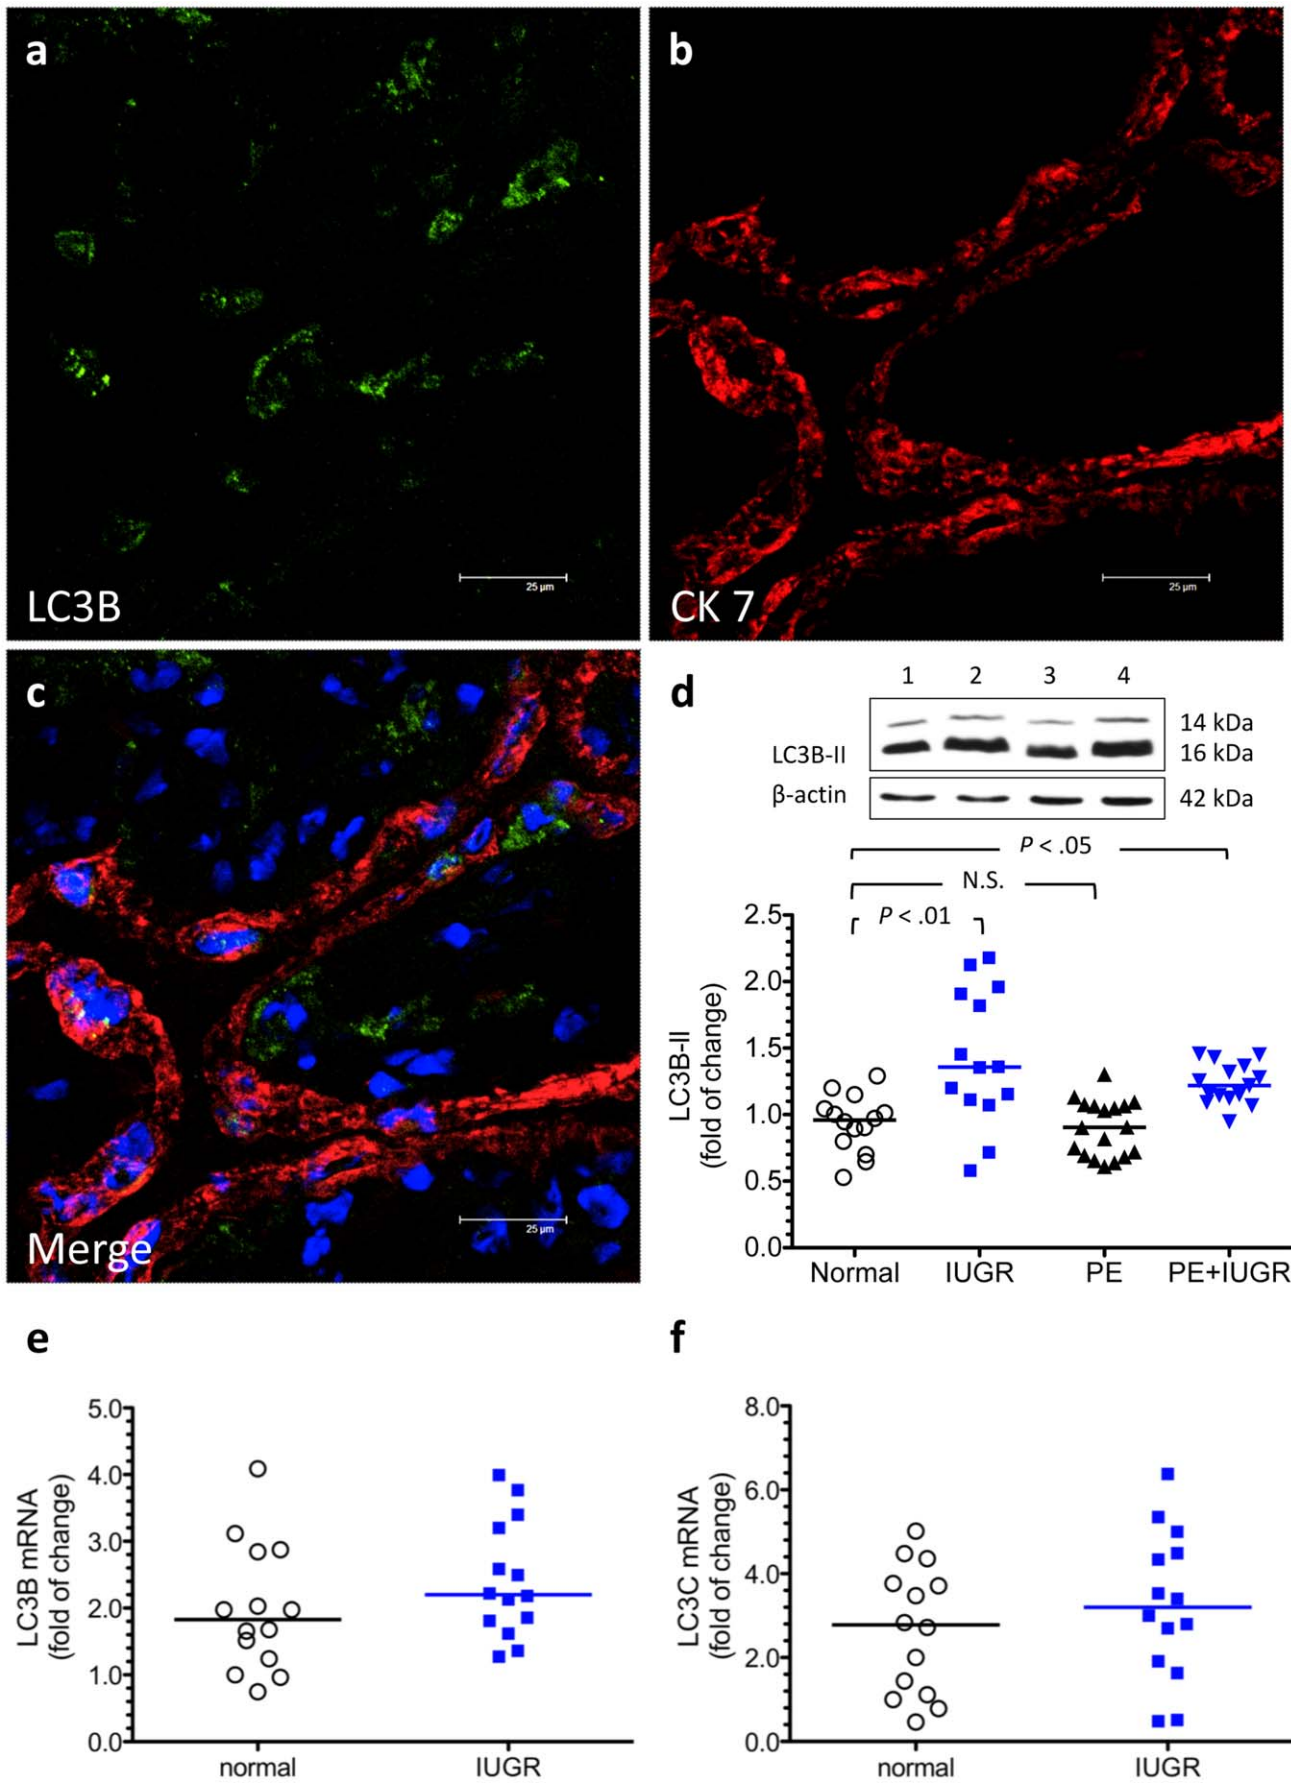 a
LC3B
25 µm
b
CK 7
25 µm
c
Merge
25 µm
d
1 2 3 4
14 kDa
LC3B-II
16 kDa
β-actin
42 kDa
P < .05
N.S.
P < .01
LC3B-II
(fold of change)
2.5
2.0
1.5
1.0
0.5
0.0
Normal IUGR PE PE+IUGR
e
LC3B mRNA
(fold of change)
5.0
4.0
3.0
2.0
1.0
0.0
normal IUGR
f
LC3C mRNA
(fold of change)
8.0
6.0
4.0
2.0
0.0
normal IUGR